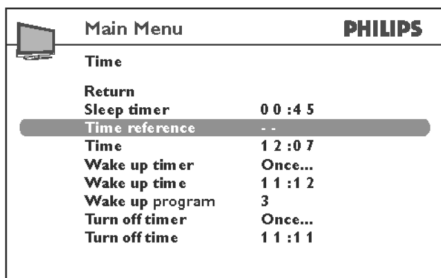 Main Menu PHILIPS
Time
Return
Sleep timer 00:45
Time reference --
Time 12:07
Wake up timer Once...
Wake up time 11:12
Wake up program 3
Turn off timer Once...
Turn off time 11:11